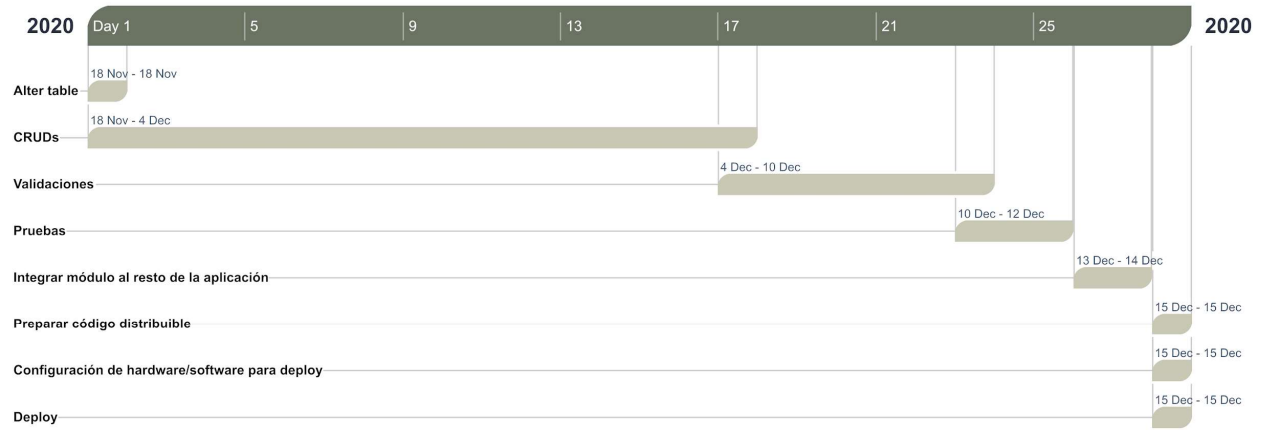 2020 Day 1 5 9 13 17 21 25 2020
18 Nov - 18 Nov
Alter table
18 Nov - 4 Dec
CRUDs
4 Dec - 10 Dec
Validaciones
10 Dec - 12 Dec
Pruebas
13 Dec - 14 Dec
Integrar módulo al resto de la aplicación
15 Dec - 15 Dec
Preparar código distribuible
15 Dec - 15 Dec
Configuración de hardware/software para deploy
15 Dec - 15 Dec
Deploy